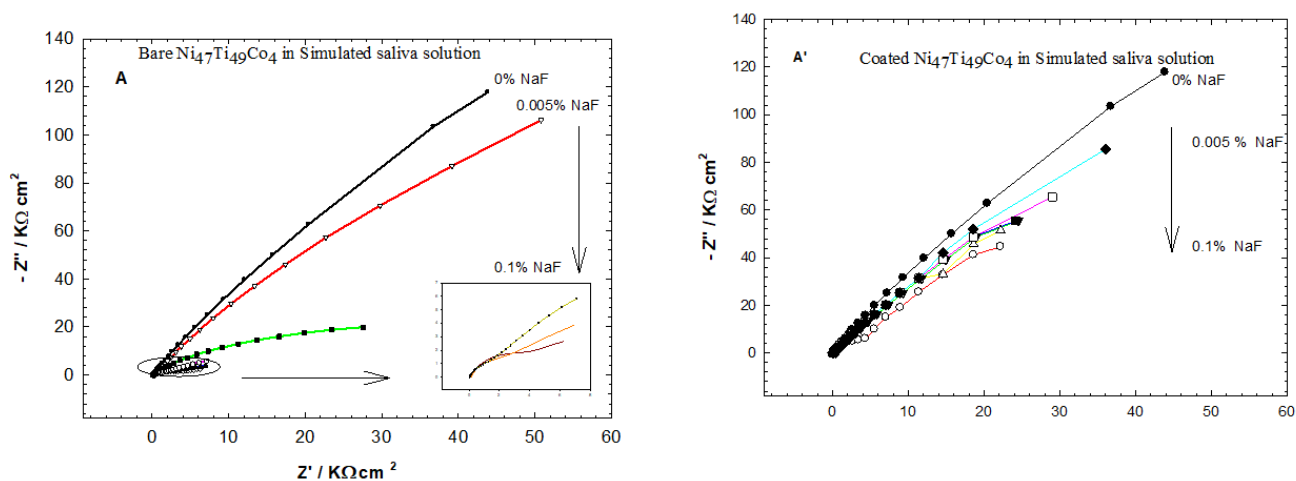 Bare Ni47Ti49Co4 in Simulated saliva solution
A
0% NaF
0.005% NaF
0.1% NaF
140
120
100
80
60
40
20
0
- Z'' / KΩ cm2
0 10 20 30 40 50 60
Z' / KΩ cm 2
A'
Coated Ni47Ti49Co4 in Simulated saliva solution
0% NaF
0.005 % NaF
0.1% NaF
140
120
100
80
60
40
20
0
- Z'' / KΩ cm2
0 10 20 30 40 50 60